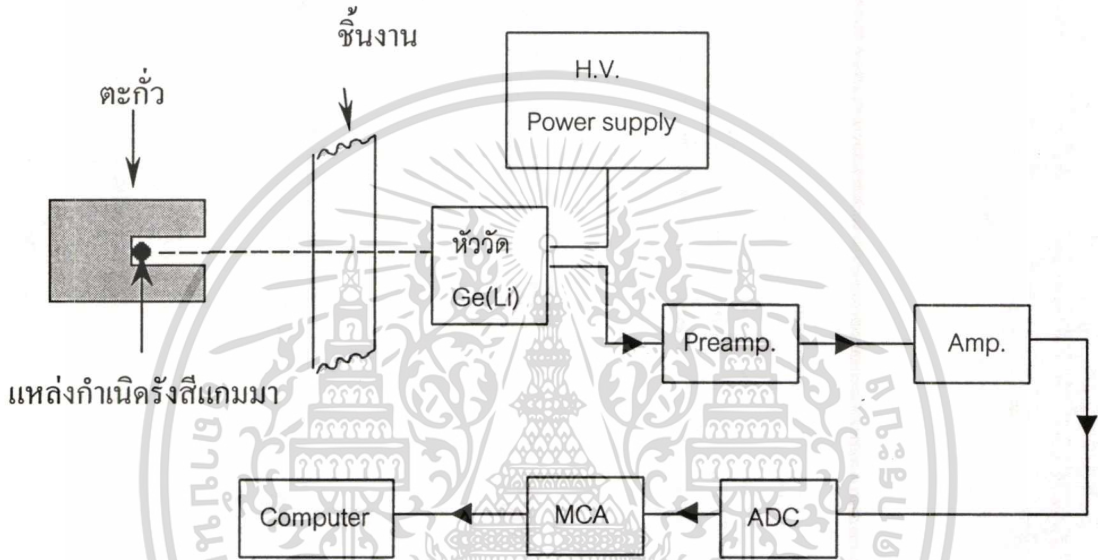 ชิ้นงาน
ตะกั่ว
H.V.
Power supply
หัววัด
Ge(Li)
Preamp.
Amp.
แหล่งกำเนิดรังสีแกมมา
Computer
MCA
ADC